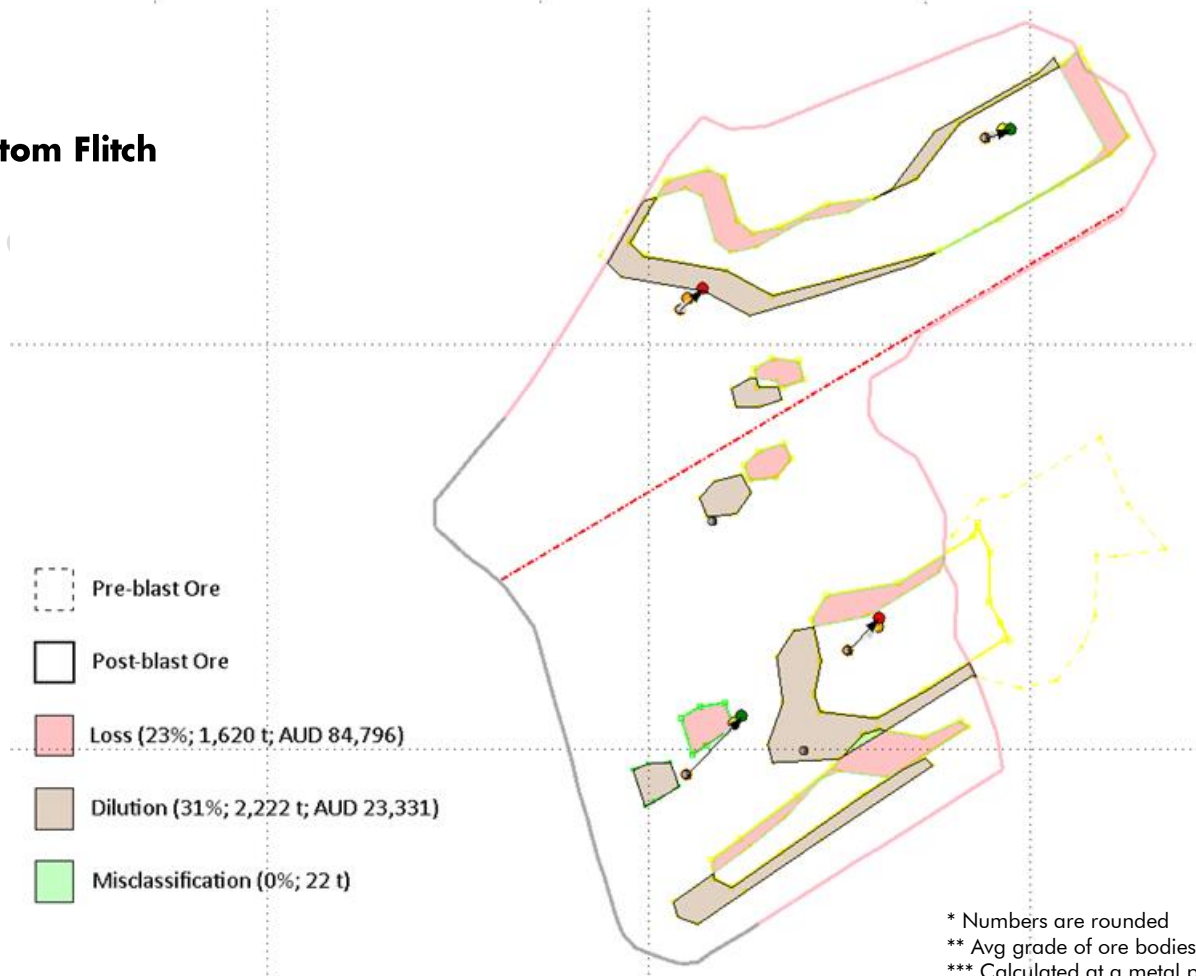 tom Flitch
Pre-blast Ore
Post-blast Ore
Loss (23%; 1,620 t; AUD 84,796)
Dilution (31%; 2,222 t; AUD 23,331)
Misclassification (0%; 22 t)
* Numbers are rounded
** Avg grade of ore bodies
*** Calculated at a metal p